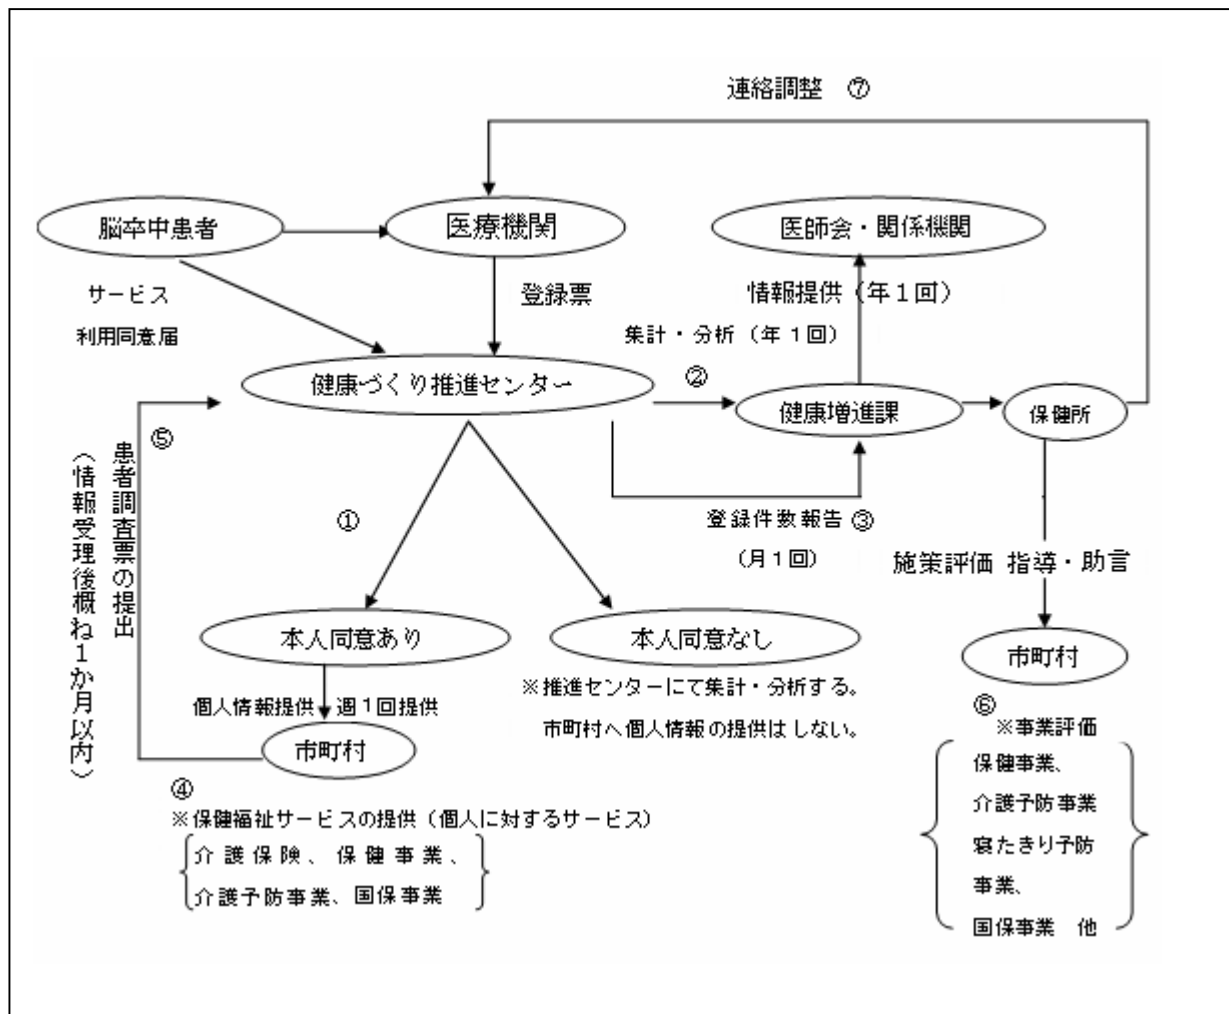 連絡調整 ⑦
脳卒中患者
医療機関
医師会・関係機関
サービス
利用同意届
登録票
情報提供（年１回）
集計・分析（年１回）
健康づくり推進センター
②
健康増進課
保健所
⑤
患者調査票の提出
（情報受理後概ね１か月以内）
①
登録件数報告 ③
（月１回）
施策評価 指導・助言
本人同意あり
本人同意なし
市町村
※推進センターにて集計・分析する。
市町村へ個人情報の提供はしない。
個人情報提供 週１回提供
市町村
⑥
※事業評価
保健事業、
介護予防事業
寝たきり予防
事業、
国保事業 他
④
※保健福祉サービスの提供（個人に対するサービス）
介護保険、保健事業、
介護予防事業、国保事業